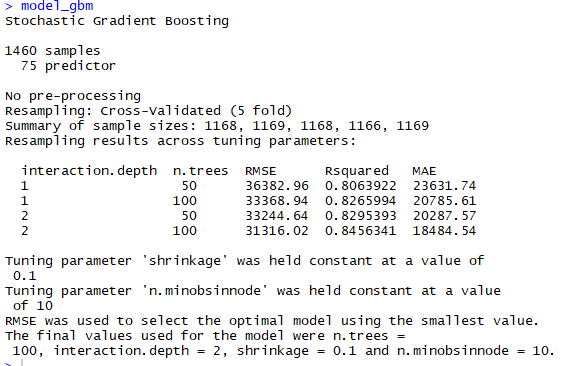 > model_gbm
Stochastic Gradient Boosting

1460 samples
  75 predictor

No pre-processing
Resampling: Cross-Validated (5 fold)
Summary of sample sizes: 1168, 1169, 1168, 1166, 1169
Resampling results across tuning parameters:

  interaction.depth  n.trees  RMSE      Rsquared   MAE
  1                   50      36382.96  0.8063922  23631.74
  1                  100      33368.94  0.8265994  20785.61
  2                   50      33244.64  0.8295393  20287.57
  2                  100      31316.02  0.8456341  18484.54

Tuning parameter 'shrinkage' was held constant at a value of
 0.1
Tuning parameter 'n.minobsinnode' was held constant at a value
 of 10
RMSE was used to select the optimal model using the smallest value.
The final values used for the model were n.trees =
 100, interaction.depth = 2, shrinkage = 0.1 and n.minobsinnode = 10.
>